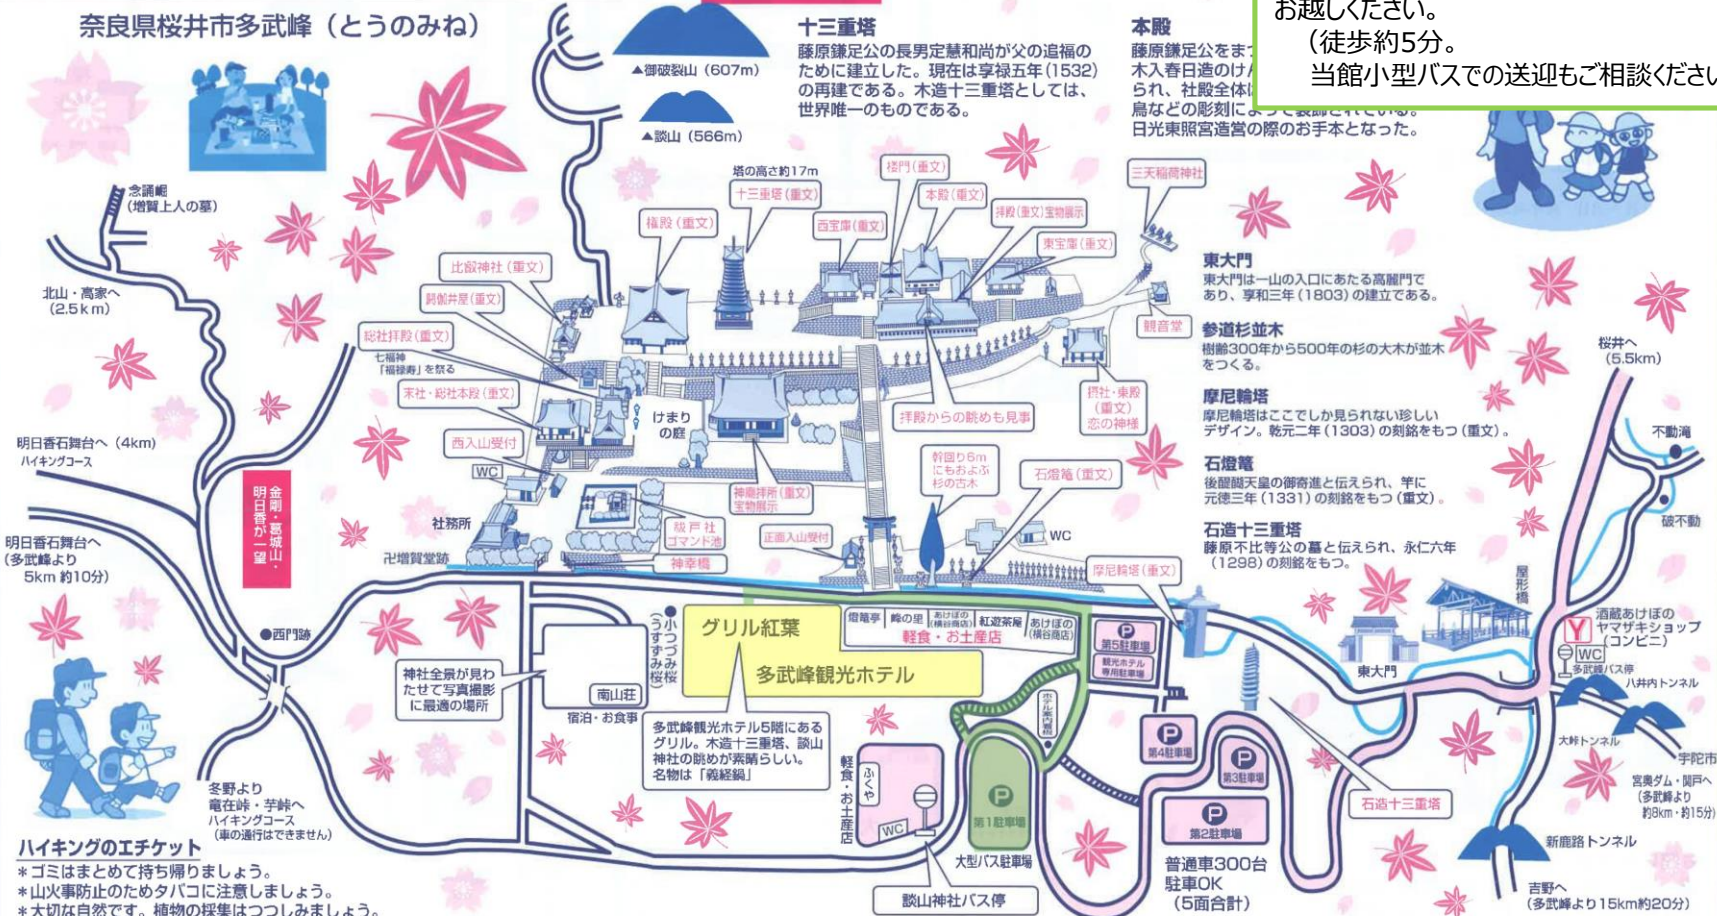 奈良県桜井市多武峰（とうのみね）
▲御破裂山（607m）
▲談山（566m）
十三重塔
藤原鎌足公の長男定慧和尚が父の追福の
ために建立した。現在は享禄五年(1532)
の再建である。木造十三重塔としては、
世界唯一のものである。
本殿
藤原鎌足公をま
木入春日造のけん
られ、社殿全体
鳥などの彫刻によって装飾されている。
日光東照宮造営の際のお手本となった。
お越しください。
（徒歩約5分。
当館小型バスでの送迎もご相談くださ
念誦崛
（増賀上人の墓）
北山・高家へ
（2.5km）
塔の高さ約17m
十三重塔（重文）
権殿（重文）
楼門（重文）
本殿（重文）
西宝庫（重文）
拝殿（重文）宝物展示
東宝庫（重文）
三天稲荷神社
比叡神社（重文）
閼伽井屋（重文）
総社拝殿（重文）
七福神
「福禄寿」を祭る
末社・総社本殿（重文）
西入山受付
WC
けまり
の庭
観音堂
摂社・東殿
（重文）
恋の神様
拝殿からの眺めも見事
東大門
東大門は一山の入口にあたる高麗門で
あり、享和三年（1803）の建立である。
参道杉並木
樹齢300年から500年の杉の大木が並木
をつくる。
摩尼輪塔
摩尼輪塔はここでしか見られない珍しい
デザイン。乾元二年（1303）の刻銘をもつ（重文）。
石燈篭
後醍醐天皇の御寄進と伝えられ、竿に
元徳三年（1331）の刻銘をもつ（重文）。
石造十三重塔
藤原不比等公の墓と伝えられ、永仁六年
（1298）の刻銘をもつ。
桜井へ
（5.5km）
不動滝
破不動
明日香石舞台へ（4km）
ハイキングコース
金剛・葛城山・
明日香が一望
明日香石舞台へ
（多武峰より
5km 約10分）
社務所
卍増賀堂跡
神廟拝所（重文）
宝物展示
総戸社
ゴマンド池
神幸橋
正面入山受付
幹回り6m
にもおよぶ
杉の古木
石燈篭（重文）
WC
摩尼輪塔（重文）
屋形橋
東大門
酒蔵あけぼの
ヤマザキショップ
（コンビニ）
Y
WC
多武峰バス停
八井内トンネル
大峠トンネル
宇陀市
宮奥ダム・関戸へ
（多武峰より
約8km・約15分）
新鹿路トンネル
吉野へ
（多武峰より15km約20分）
●西門跡
●小つづみ桜
（うすずみ桜）
神社全景が見わ
たせて写真撮影
に最適の場所
南山荘
宿泊・お食事
グリル紅葉
多武峰観光ホテル
多武峰観光ホテル5階にある
グリル。木造十三重塔、談山
神社の眺めが素晴らしい。
名物は「義経鍋」
燈篭亭
峰の里
あけぼの
（横谷商店）
紅遊茶屋
あけぼの
（横谷商店）
軽食・お土産店
P
第5駐車場
観光ホテル
専用駐車場
P
第4駐車場
P
第3駐車場
P
第2駐車場
P
第1駐車場
大型バス駐車場
普通車300台
駐車OK
（5面合計）
石造十三重塔
軽食・お土産店
ふくや
WC
談山神社バス停
冬野より
竜在峠・芋峠へ
ハイキングコース
（車の通行はできません）
ハイキングのエチケット
＊ゴミはまとめて持ち帰りましょう。
＊山火事防止のためタバコに注意しましょう。
＊大切な自然です。植物の採集はつつしみましょう。